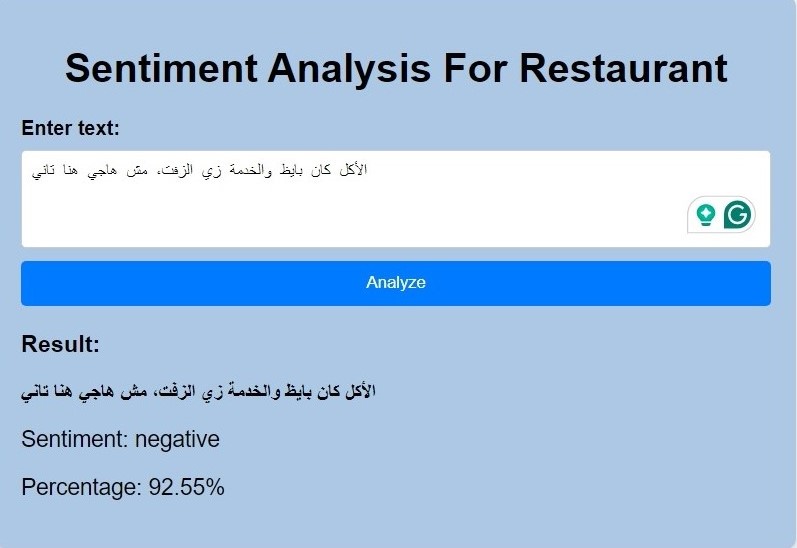 Sentiment Analysis For Restaurant
Enter text:
الأكل كان بايظ والخدمة زي الزفت، مش هاجي هنا تاني
Analyze
Result:
الأكل كان بايظ والخدمة زي الزفت، مش هاجي هنا تاني
Sentiment: negative
Percentage: 92.55%